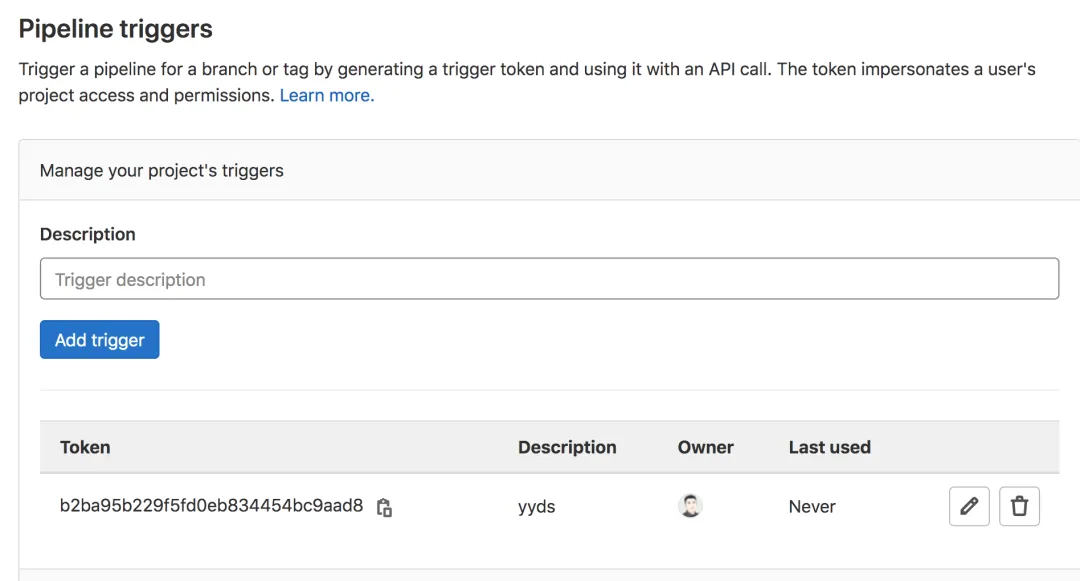 Pipeline triggers
Trigger a pipeline for a branch or tag by generating a trigger token and using it with an API call. The token impersonates a user's
project access and permissions. Learn more.
Manage your project's triggers
Description
Trigger description
Add trigger
Token Description Owner Last used
b2ba95b229f5fd0eb834454bc9aad8 yyds Never